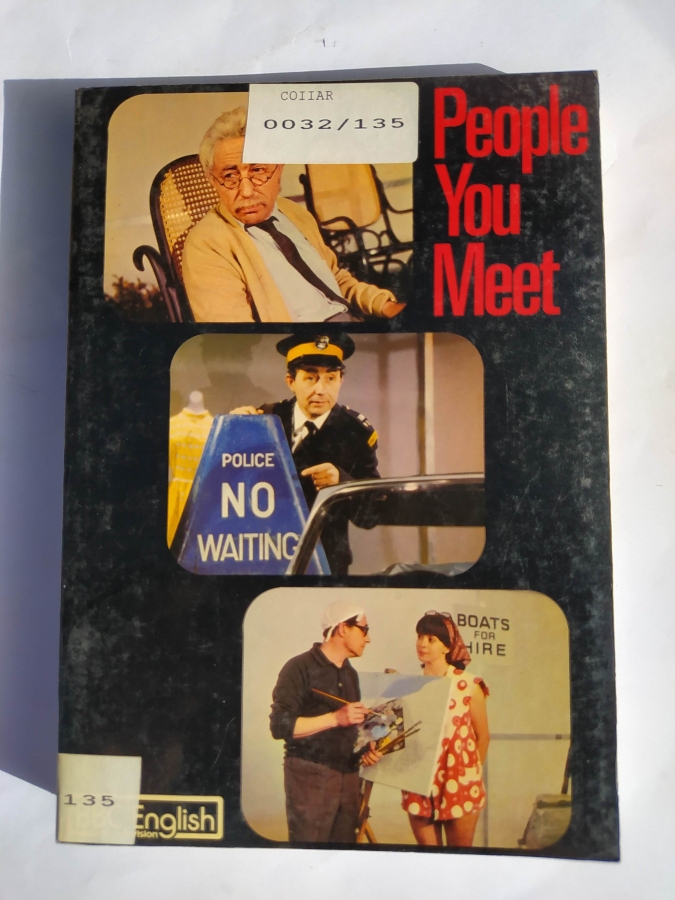 COIIAR
0032/135
People
You
Meet
POLICE
NO
WAITING
BOATS
FOR
HIRE
135
English